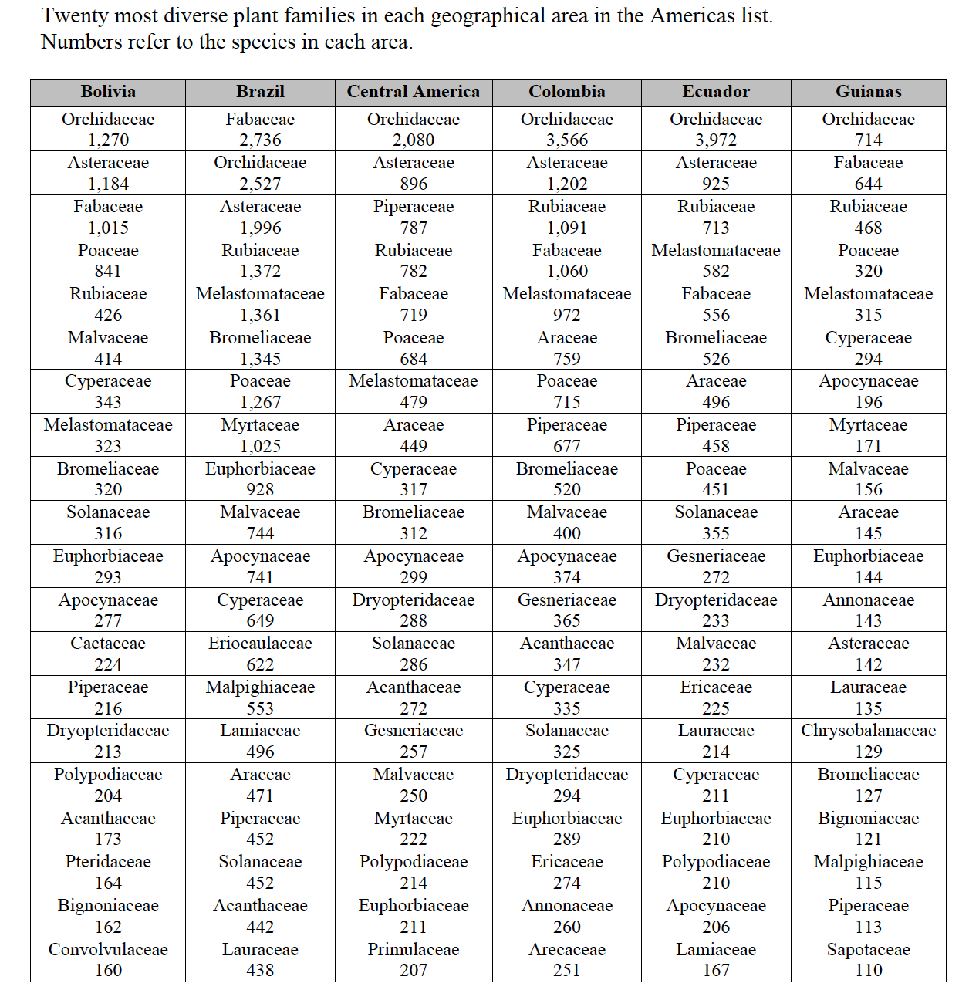 Twenty most diverse plant families in each geographical area in the Americas list.
Numbers refer to the species in each area.
Bolivia Brazil Central America Colombia Ecuador Guianas
Orchidaceae Fabaceae Orchidaceae Orchidaceae Orchidaceae Orchidaceae
1,270 2,736 2,080 3,566 3,972 714
Asteraceae Orchidaceae Asteraceae Asteraceae Asteraceae Fabaceae
1,184 2,527 896 1,202 925 644
Fabaceae Asteraceae Piperaceae Rubiaceae Rubiaceae Rubiaceae
1,015 1,996 787 1,091 713 468
Poaceae Rubiaceae Rubiaceae Fabaceae Melastomataceae Poaceae
841 1,372 782 1,060 582 320
Rubiaceae Melastomataceae Fabaceae Melastomataceae Fabaceae Melastomataceae
426 1,361 719 972 556 315
Malvaceae Bromeliaceae Poaceae Araceae Bromeliaceae Cyperaceae
414 1,345 684 759 526 294
Cyperaceae Poaceae Melastomataceae Poaceae Araceae Apocynaceae
343 1,267 479 715 496 196
Melastomataceae Myrtaceae Araceae Piperaceae Piperaceae Myrtaceae
323 1,025 449 677 458 171
Bromeliaceae Euphorbiaceae Cyperaceae Bromeliaceae Poaceae Malvaceae
320 928 317 520 451 156
Solanaceae Malvaceae Bromeliaceae Malvaceae Solanaceae Araceae
316 744 312 400 355 145
Euphorbiaceae Apocynaceae Apocynaceae Apocynaceae Gesneriaceae Euphorbiaceae
293 741 299 374 272 144
Apocynaceae Cyperaceae Dryopteridaceae Gesneriaceae Dryopteridaceae Annonaceae
277 649 288 365 233 143
Cactaceae Eriocaulaceae Solanaceae Acanthaceae Malvaceae Asteraceae
224 622 286 347 232 142
Piperaceae Malpighiaceae Acanthaceae Cyperaceae Ericaceae Lauraceae
216 553 272 335 225 135
Dryopteridaceae Lamiaceae Gesneriaceae Solanaceae Lauraceae Chrysobalanaceae
213 496 257 325 214 129
Polypodiaceae Araceae Malvaceae Dryopteridaceae Cyperaceae Bromeliaceae
204 471 250 294 211 127
Acanthaceae Piperaceae Myrtaceae Euphorbiaceae Euphorbiaceae Bignoniaceae
173 452 222 289 210 121
Pteridaceae Solanaceae Polypodiaceae Ericaceae Polypodiaceae Malpighiaceae
164 452 214 274 210 115
Bignoniaceae Acanthaceae Euphorbiaceae Annonaceae Apocynaceae Piperaceae
162 442 211 260 206 113
Convolvulaceae Lauraceae Primulaceae Arecaceae Lamiaceae Sapotaceae
160 438 207 251 167 110